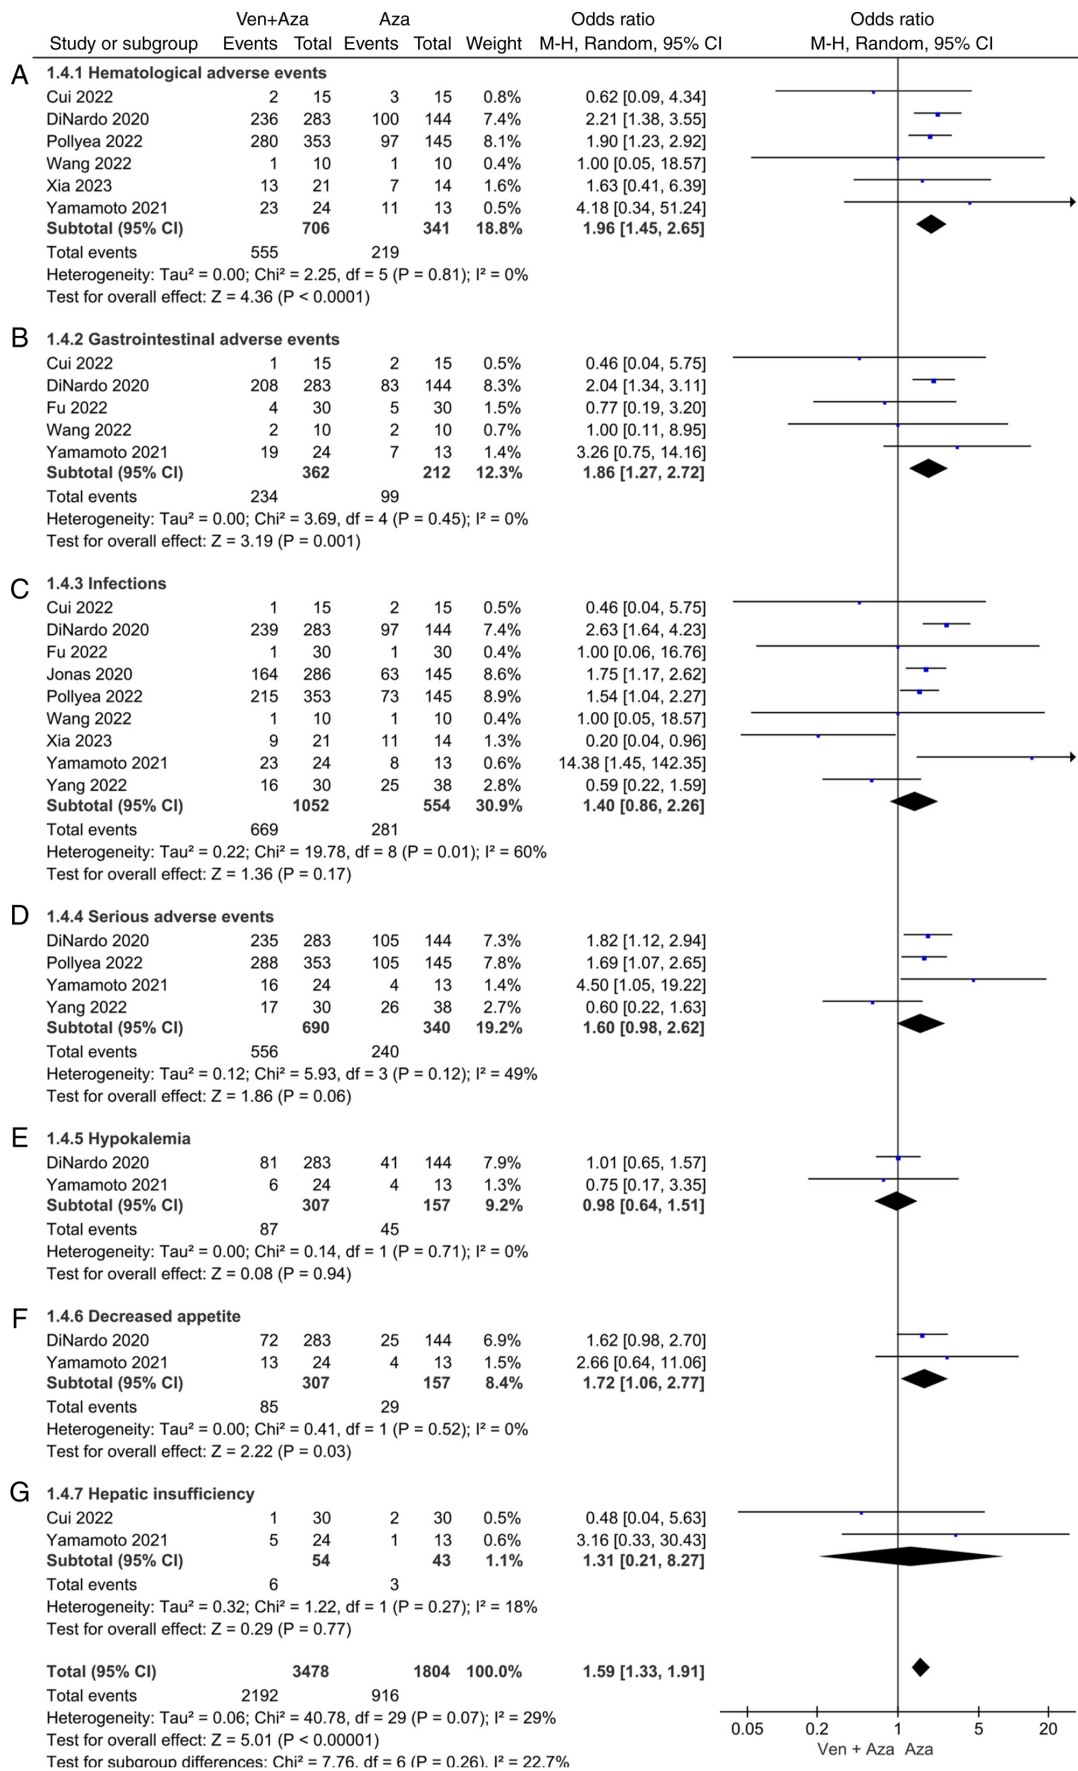 Ven+Aza Aza Odds ratio Odds ratio
Study or subgroup Events Total Events Total Weight M-H, Random, 95% CI M-H, Random, 95% CI
A 1.4.1 Hematological adverse events
Cui 2022 2 15 3 15 0.8% 0.62 [0.09, 4.34]
DiNardo 2020 236 283 100 144 7.4% 2.21 [1.38, 3.55]
Pollyea 2022 280 353 97 145 8.1% 1.90 [1.23, 2.92]
Wang 2022 1 10 1 10 0.4% 1.00 [0.05, 18.57]
Xia 2023 13 21 7 14 1.6% 1.63 [0.41, 6.39]
Yamamoto 2021 23 24 11 13 0.5% 4.18 [0.34, 51.24]
Subtotal (95% CI) 706 341 18.8% 1.96 [1.45, 2.65]
Total events 555 219
Heterogeneity: Tau² = 0.00; Chi² = 2.25, df = 5 (P = 0.81); I² = 0%
Test for overall effect: Z = 4.36 (P < 0.0001)
B 1.4.2 Gastrointestinal adverse events
Cui 2022 1 15 2 15 0.5% 0.46 [0.04, 5.75]
DiNardo 2020 208 283 83 144 8.3% 2.04 [1.34, 3.11]
Fu 2022 4 30 5 30 1.5% 0.77 [0.19, 3.20]
Wang 2022 2 10 2 10 0.7% 1.00 [0.11, 8.95]
Yamamoto 2021 19 24 7 13 1.4% 3.26 [0.75, 14.16]
Subtotal (95% CI) 362 212 12.3% 1.86 [1.27, 2.72]
Total events 234 99
Heterogeneity: Tau² = 0.00; Chi² = 3.69, df = 4 (P = 0.45); I² = 0%
Test for overall effect: Z = 3.19 (P = 0.001)
C 1.4.3 Infections
Cui 2022 1 15 2 15 0.5% 0.46 [0.04, 5.75]
DiNardo 2020 239 283 97 144 7.4% 2.63 [1.64, 4.23]
Fu 2022 1 30 1 30 0.4% 1.00 [0.06, 16.76]
Jonas 2020 164 286 63 145 8.6% 1.75 [1.17, 2.62]
Pollyea 2022 215 353 73 145 8.9% 1.54 [1.04, 2.27]
Wang 2022 1 10 1 10 0.4% 1.00 [0.05, 18.57]
Xia 2023 9 21 11 14 1.3% 0.20 [0.04, 0.96]
Yamamoto 2021 23 24 8 13 0.6% 14.38 [1.45, 142.35]
Yang 2022 16 30 25 38 2.8% 0.59 [0.22, 1.59]
Subtotal (95% CI) 1052 554 30.9% 1.40 [0.86, 2.26]
Total events 669 281
Heterogeneity: Tau² = 0.22; Chi² = 19.78, df = 8 (P = 0.01); I² = 60%
Test for overall effect: Z = 1.36 (P = 0.17)
D 1.4.4 Serious adverse events
DiNardo 2020 235 283 105 144 7.3% 1.82 [1.12, 2.94]
Pollyea 2022 288 353 105 145 7.8% 1.69 [1.07, 2.65]
Yamamoto 2021 16 24 4 13 1.4% 4.50 [1.05, 19.22]
Yang 2022 17 30 26 38 2.7% 0.60 [0.22, 1.63]
Subtotal (95% CI) 690 340 19.2% 1.60 [0.98, 2.62]
Total events 556 240
Heterogeneity: Tau² = 0.12; Chi² = 5.93, df = 3 (P = 0.12); I² = 49%
Test for overall effect: Z = 1.86 (P = 0.06)
E 1.4.5 Hypokalemia
DiNardo 2020 81 283 41 144 7.9% 1.01 [0.65, 1.57]
Yamamoto 2021 6 24 4 13 1.3% 0.75 [0.17, 3.35]
Subtotal (95% CI) 307 157 9.2% 0.98 [0.64, 1.51]
Total events 87 45
Heterogeneity: Tau² = 0.00; Chi² = 0.14, df = 1 (P = 0.71); I² = 0%
Test for overall effect: Z = 0.08 (P = 0.94)
F 1.4.6 Decreased appetite
DiNardo 2020 72 283 25 144 6.9% 1.62 [0.98, 2.70]
Yamamoto 2021 13 24 4 13 1.5% 2.66 [0.64, 11.06]
Subtotal (95% CI) 307 157 8.4% 1.72 [1.06, 2.77]
Total events 85 29
Heterogeneity: Tau² = 0.00; Chi² = 0.41, df = 1 (P = 0.52); I² = 0%
Test for overall effect: Z = 2.22 (P = 0.03)
G 1.4.7 Hepatic insufficiency
Cui 2022 1 30 2 30 0.5% 0.48 [0.04, 5.63]
Yamamoto 2021 5 24 1 13 0.6% 3.16 [0.33, 30.43]
Subtotal (95% CI) 54 43 1.1% 1.31 [0.21, 8.27]
Total events 6 3
Heterogeneity: Tau² = 0.32; Chi² = 1.22, df = 1 (P = 0.27); I² = 18%
Test for overall effect: Z = 0.29 (P = 0.77)
Total (95% CI) 3478 1804 100.0% 1.59 [1.33, 1.91]
Total events 2192 916
Heterogeneity: Tau² = 0.06; Chi² = 40.78, df = 29 (P = 0.07); I² = 29%
Test for overall effect: Z = 5.01 (P < 0.00001)
Test for subgroup differences: Chi² = 7.76, df = 6 (P = 0.26), I² = 22.7%
0.05 0.2 1 5 20
Ven + Aza Aza